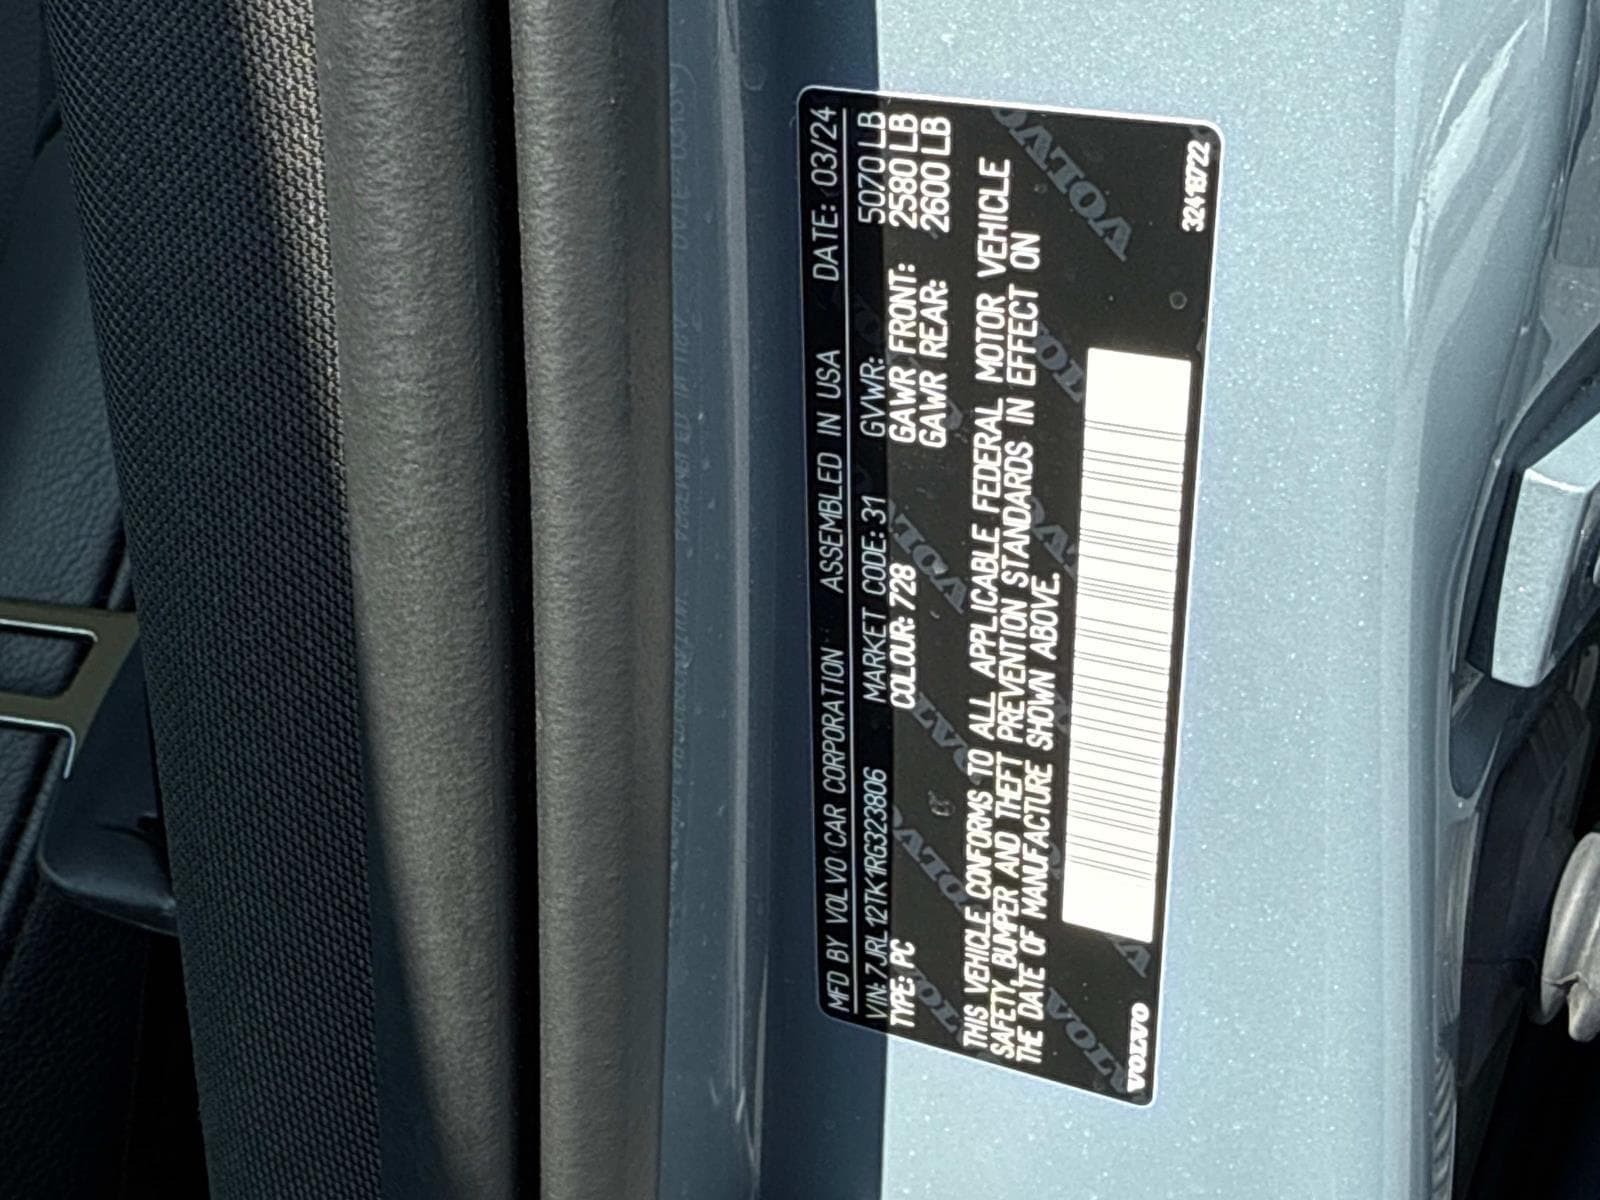 MFD BY VOLVO CAR CORPORATION ASSEMBLED IN USA DATE: 03/24
VIN: 7JRL12TK1RG323806 MARKET CODE: 31 GVWR: 5070 LB
TYPE: PC COLOUR: 728 GAWR FRONT: 2580 LB
GAWR REAR: 2600 LB
THIS VEHICLE CONFORMS TO ALL APPLICABLE FEDERAL MOTOR VEHICLE
SAFETY, BUMPER AND THEFT PREVENTION STANDARDS IN EFFECT ON
THE DATE OF MANUFACTURE SHOWN ABOVE.
VOLVO 32418722